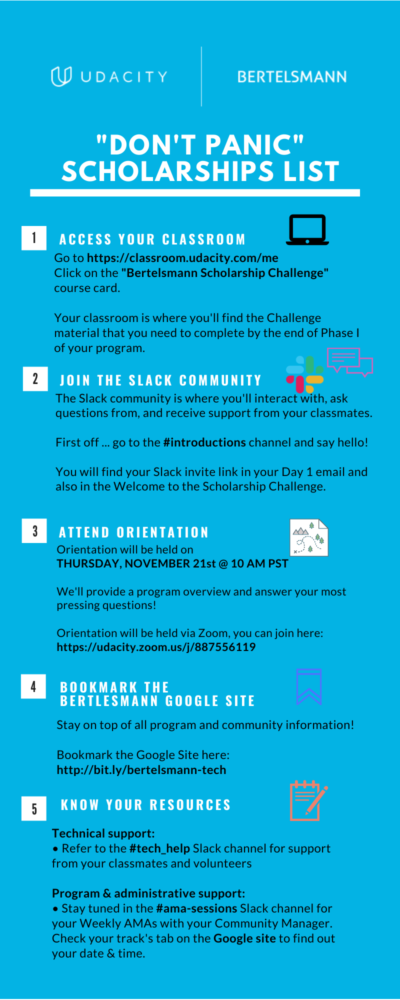 UDACITY
BERTELSMANN
"DON'T PANIC"
SCHOLARSHIPS LIST
1
ACCESS YOUR CLASSROOM
Go to https://classroom.udacity.com/me
Click on the "Bertelsmann Scholarship Challenge"
course card.
Your classroom is where you'll find the Challenge
material that you need to complete by the end of Phase I
of your program.
2
JOIN THE SLACK COMMUNITY
The Slack community is where you'll interact with, ask
questions from, and receive support from your classmates.
First off ... go to the #introductions channel and say hello!
You will find your Slack invite link in your Day 1 email and
also in the Welcome to the Scholarship Challenge.
3
ATTEND ORIENTATION
Orientation will be held on
THURSDAY, NOVEMBER 21st @ 10 AM PST
We'll provide a program overview and answer your most
pressing questions!
Orientation will be held via Zoom, you can join here:
https://udacity.zoom.us/j/887556119
4
BOOKMARK THE
BERTLESMANN GOOGLE SITE
Stay on top of all program and community information!
Bookmark the Google Site here:
http://bit.ly/bertelsmann-tech
5
KNOW YOUR RESOURCES
Technical support:
• Refer to the #tech_help Slack channel for support
from your classmates and volunteers
Program & administrative support:
• Stay tuned in the #ama-sessions Slack channel for
your Weekly AMAs with your Community Manager.
Check your track's tab on the Google site to find out
your date & time.